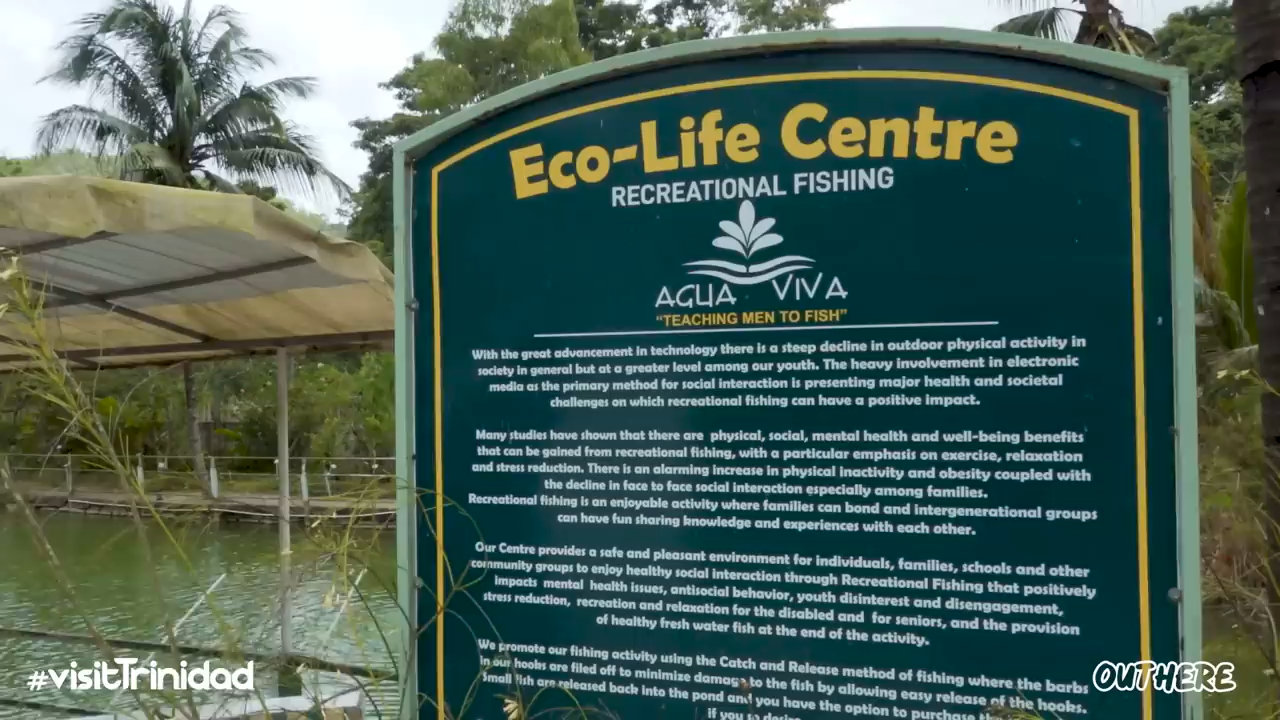 Eco-Life Centre
RECREATIONAL FISHING
AGUA VIVA
"TEACHING MEN TO FISH"
With the great advancement in technology there is a steep decline in outdoor physical activity in
society in general but at a greater level among our youth. The heavy involvement in electronic
media as the primary method for social interaction is presenting major health and societal
challenges on which recreational fishing can have a positive impact.
Many studies have shown that there are physical, social, mental health and well-being benefits
that can be gained from recreational fishing, with a particular emphasis on exercise, relaxation
and stress reduction. There is an alarming increase in physical inactivity and obesity coupled with
the decline in face to face social interaction especially among families.
Recreational fishing is an enjoyable activity where families can bond and intergenerational groups
can have fun sharing knowledge and experiences with each other.
Our Centre provides a safe and pleasant environment for individuals, families, schools and other
community groups to enjoy healthy social interaction through Recreational Fishing that positively
impacts mental health issues, antisocial behavior, youth disinterest and disengagement,
stress reduction, recreation and relaxation for the disabled and for seniors, and the provision
of healthy fresh water fish at the end of the activity.
We promote our fishing activity using the Catch and Release method of fishing where the barbs
in our hooks are filed off to minimize damage to the fish by allowing easy release of the hooks.
Small fish are released back into the pond and you have the option to purchase
if you so
#visitTrinidad
OUTHERE